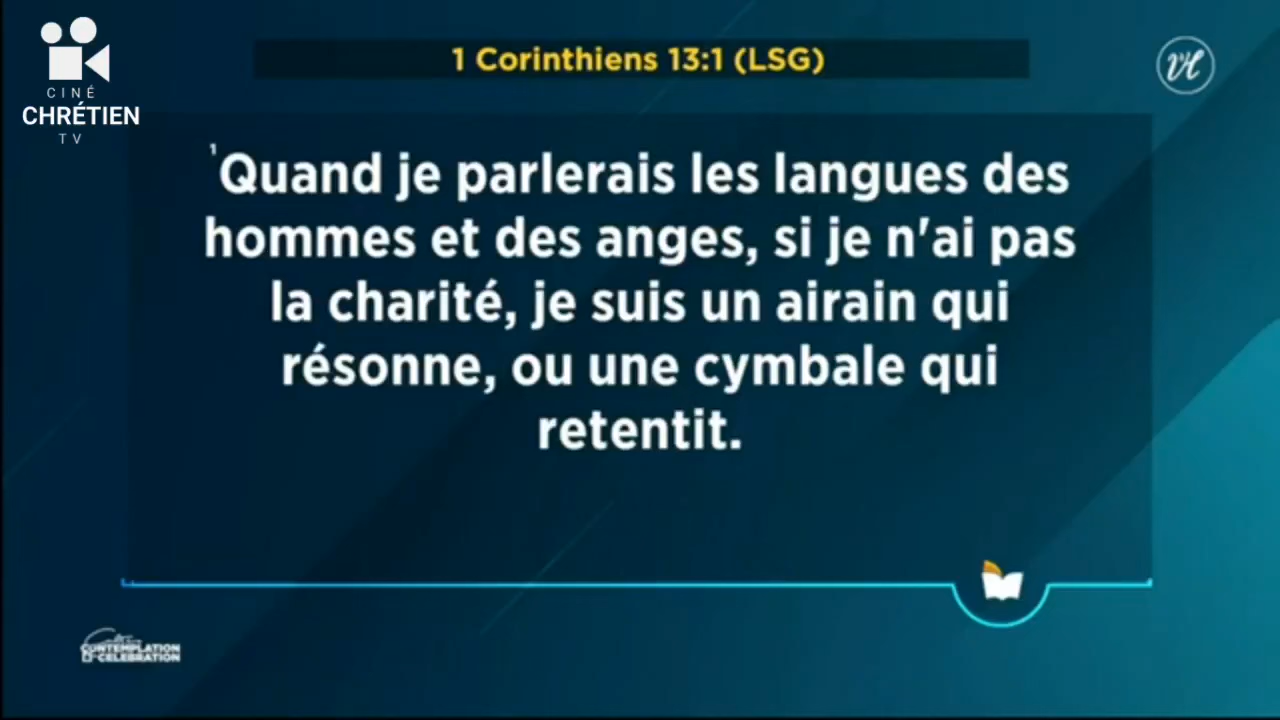 1 Corinthiens 13:1 (LSG)
CINÉ
CHRÉTIEN
TV
1Quand je parlerais les langues des
hommes et des anges, si je n'ai pas
la charité, je suis un airain qui
résonne, ou une cymbale qui
retentit.
CONTEMPLATION
& CELEBRATION